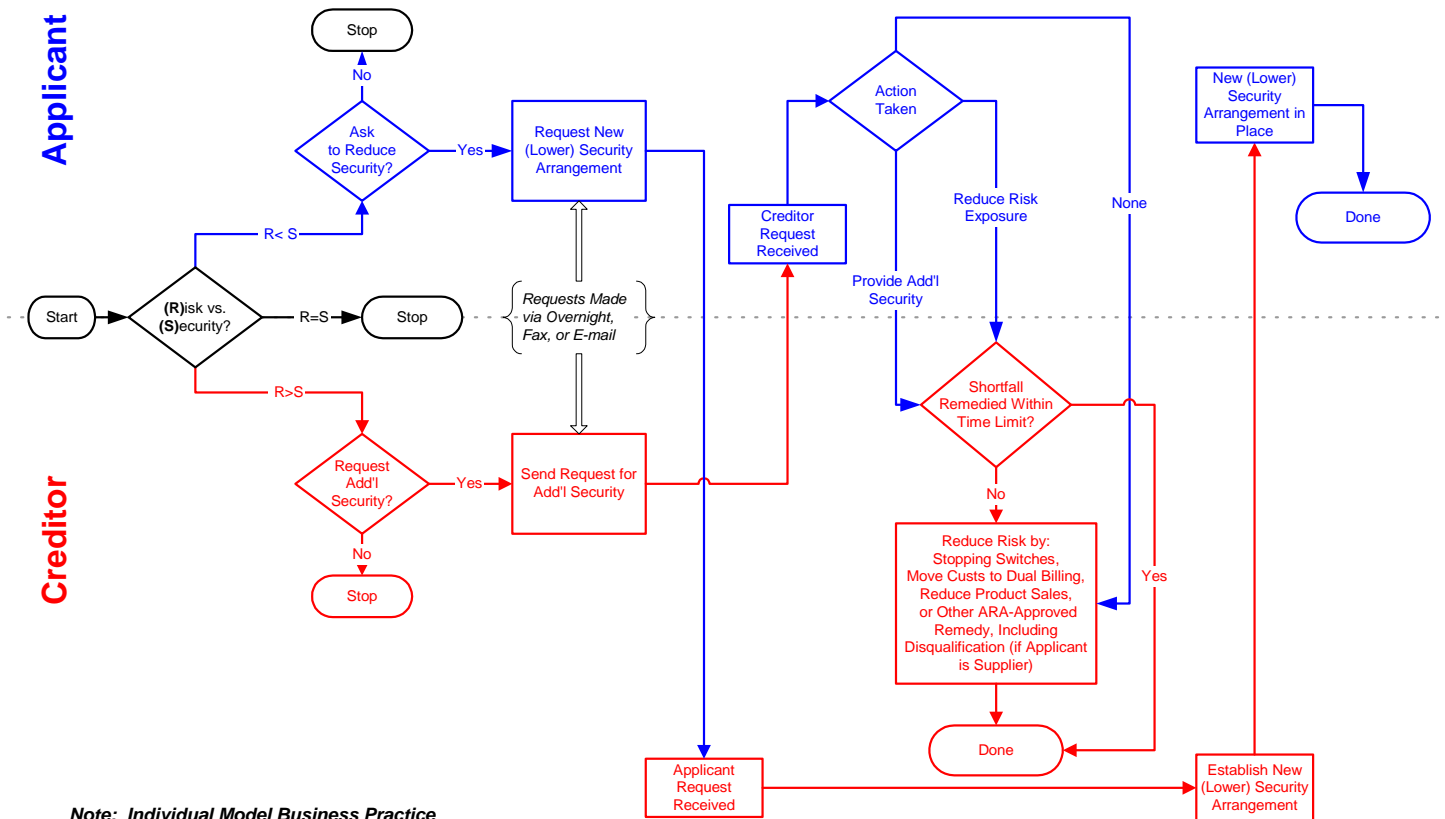 Applicant
Stop
No
Ask
to Reduce
Security?
Yes
Request New
(Lower) Security
Arrangement
Action
Taken
New (Lower)
Security
Arrangement in
Place
Reduce Risk
Exposure
None
Creditor
Request
Received
Done
R< S
Provide Add'l
Security
Start
(R)isk vs.
(S)ecurity?
R=S
Stop
Requests Made
via Overnight,
Fax, or E-mail
R>S
Shortfall
Remedied Within
Time Limit?
Creditor
Request
Add'l
Security?
Yes
Send Request for
Add'l Security
No
No
Stop
Reduce Risk by:
Stopping Switches,
Move Custs to Dual Billing,
Reduce Product Sales,
or Other ARA-Approved
Remedy, Including
Disqualification (if Applicant
is Supplier)
Yes
Done
Applicant
Request
Received
Establish New
(Lower) Security
Arrangement
Note: Individual Model Business Practice